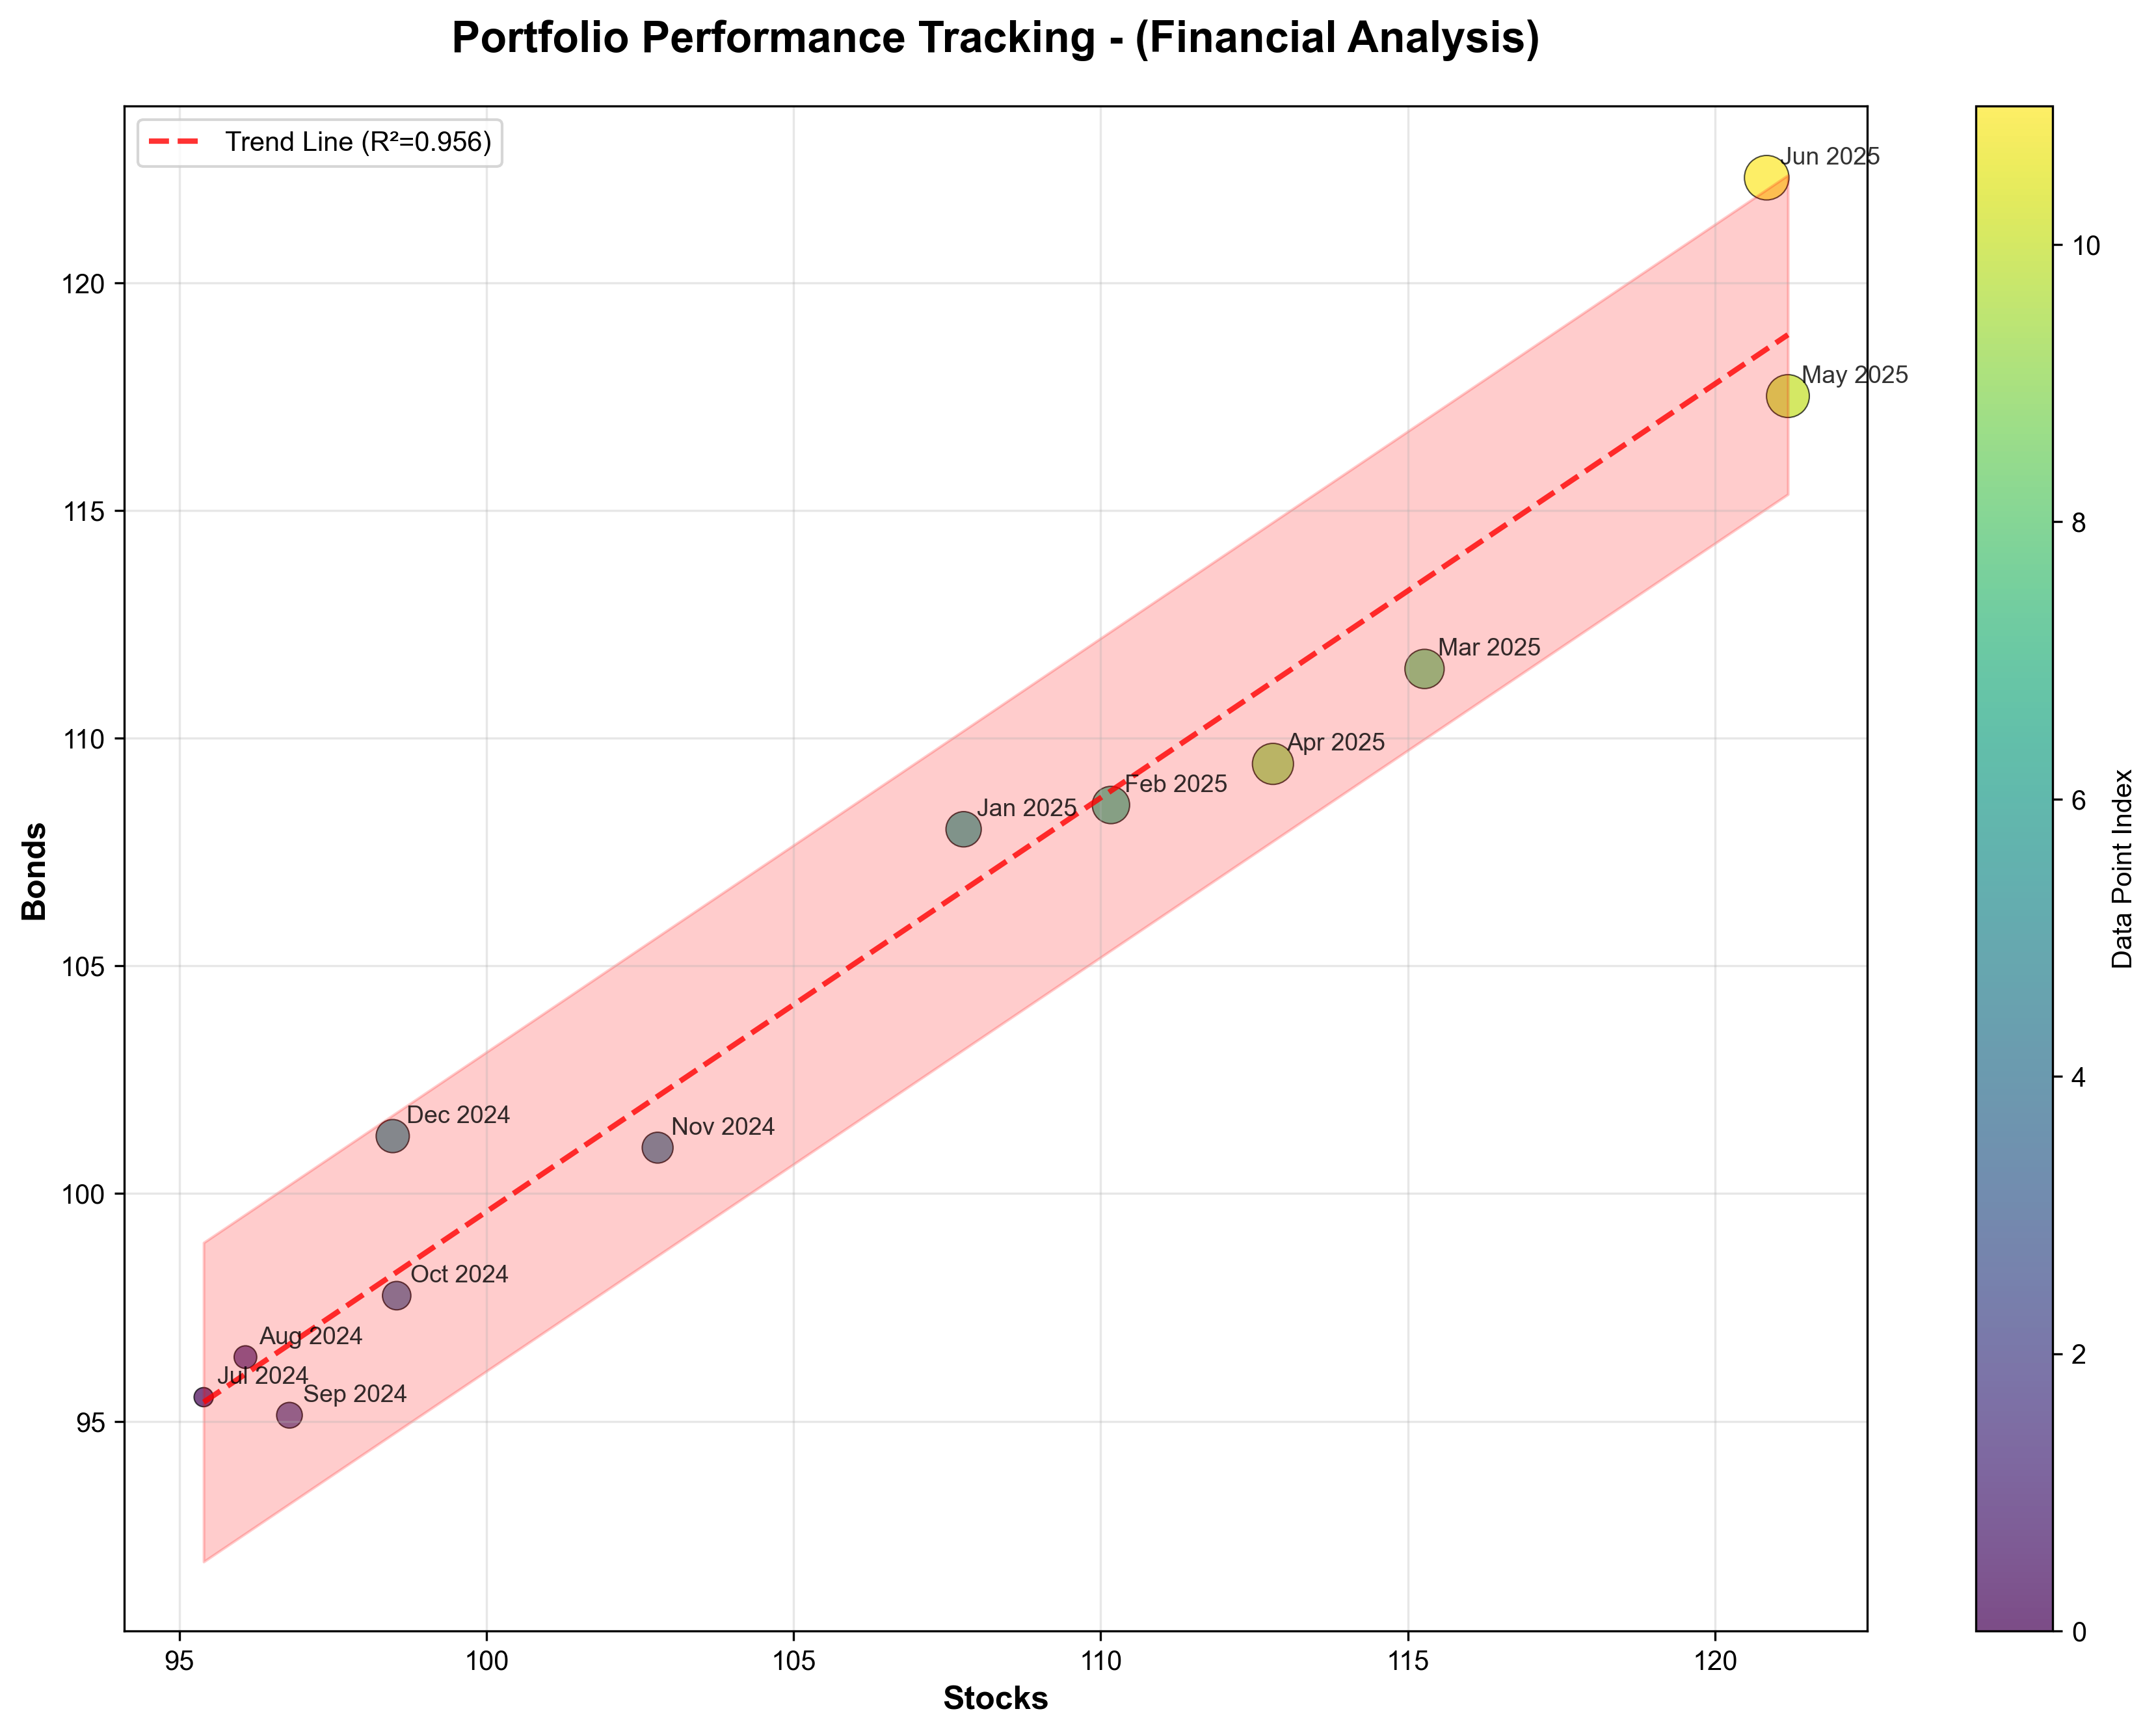 Portfolio Performance Tracking - (Financial Analysis)
Trend Line (R²=0.956)
Jun 2025
May 2025
Mar 2025
Apr 2025
Feb 2025
Jan 2025
Dec 2024
Nov 2024
Oct 2024
Aug 2024
Jul 2024
Sep 2024
120
115
110
105
100
95
Bonds
95
100
105
110
115
120
Stocks
10
8
6
4
2
0
Data Point Index